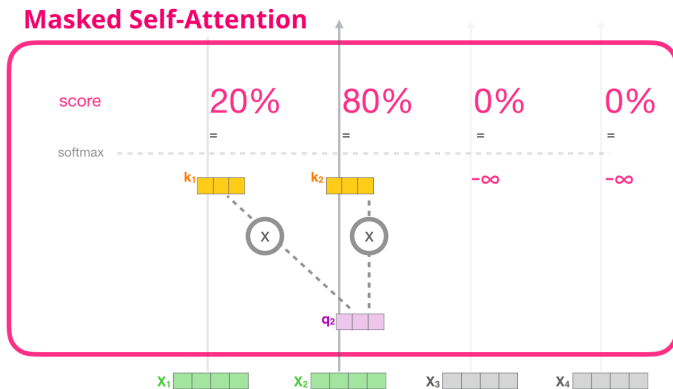 Masked Self-Attention
score 20% 80% 0% 0%
= = = =
softmax
k₁ k₂ -∞ -∞
X X
q₂
X₁ X₂ X₃ X₄